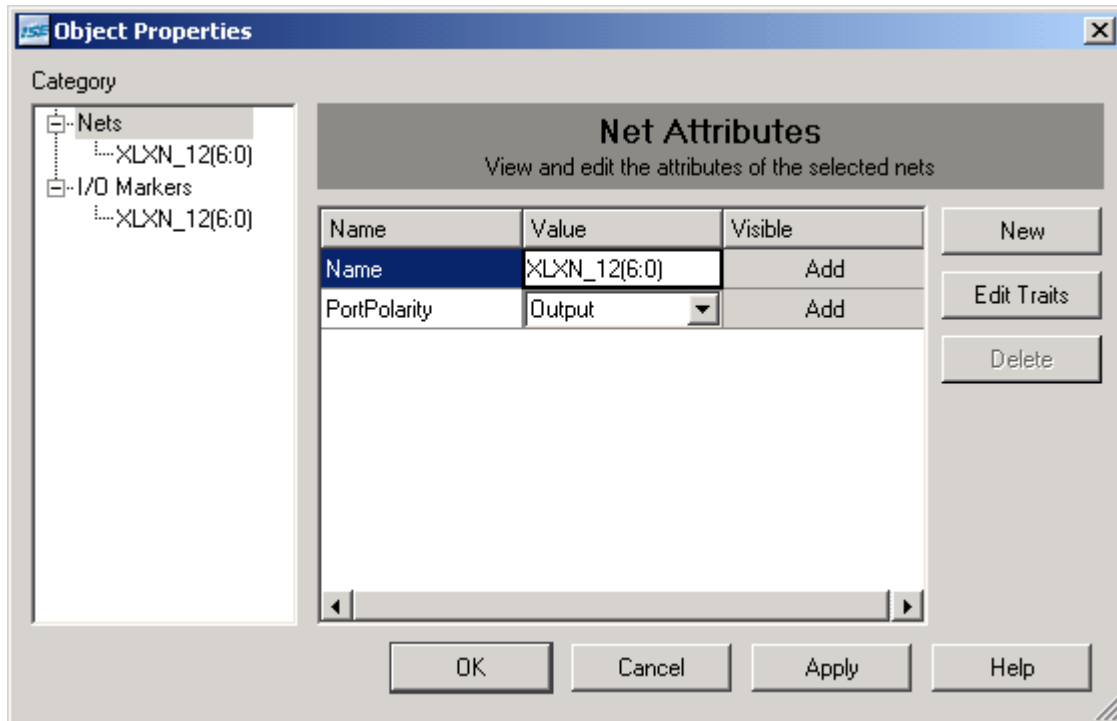 ISE Object Properties
Category
Nets
XLXN_12(6:0)
I/O Markers
XLXN_12(6:0)
Net Attributes
View and edit the attributes of the selected nets
Name Value Visible
Name XLXN_12(6:0) Add
PortPolarity Output Add
New
Edit Traits
Delete
OK Cancel Apply Help